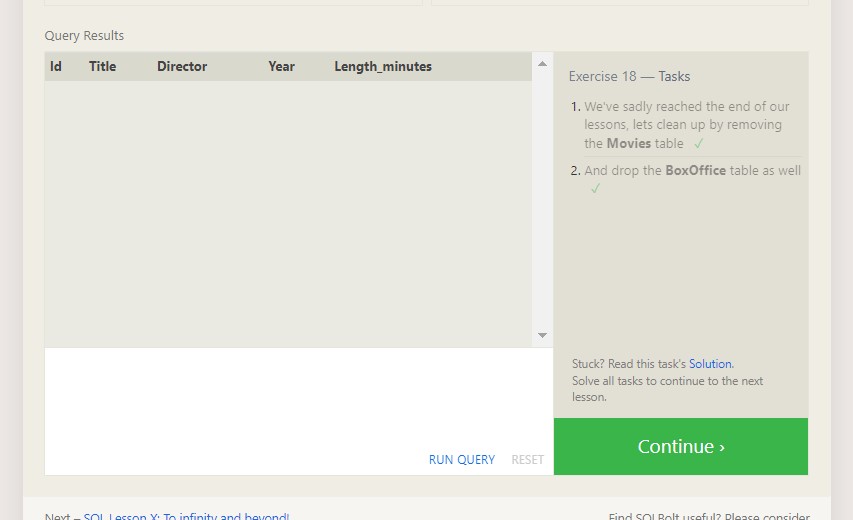 Query Results
Id Title Director Year Length_minutes
Exercise 18 — Tasks
1. We've sadly reached the end of our
lessons, lets clean up by removing
the Movies table ✓
2. And drop the BoxOffice table as well
✓
Stuck? Read this task's Solution.
Solve all tasks to continue to the next
lesson.
RUN QUERY RESET
Continue ›
Next – SQL Lesson X: To infinity and beyond!
Find SQLBolt useful? Please consider